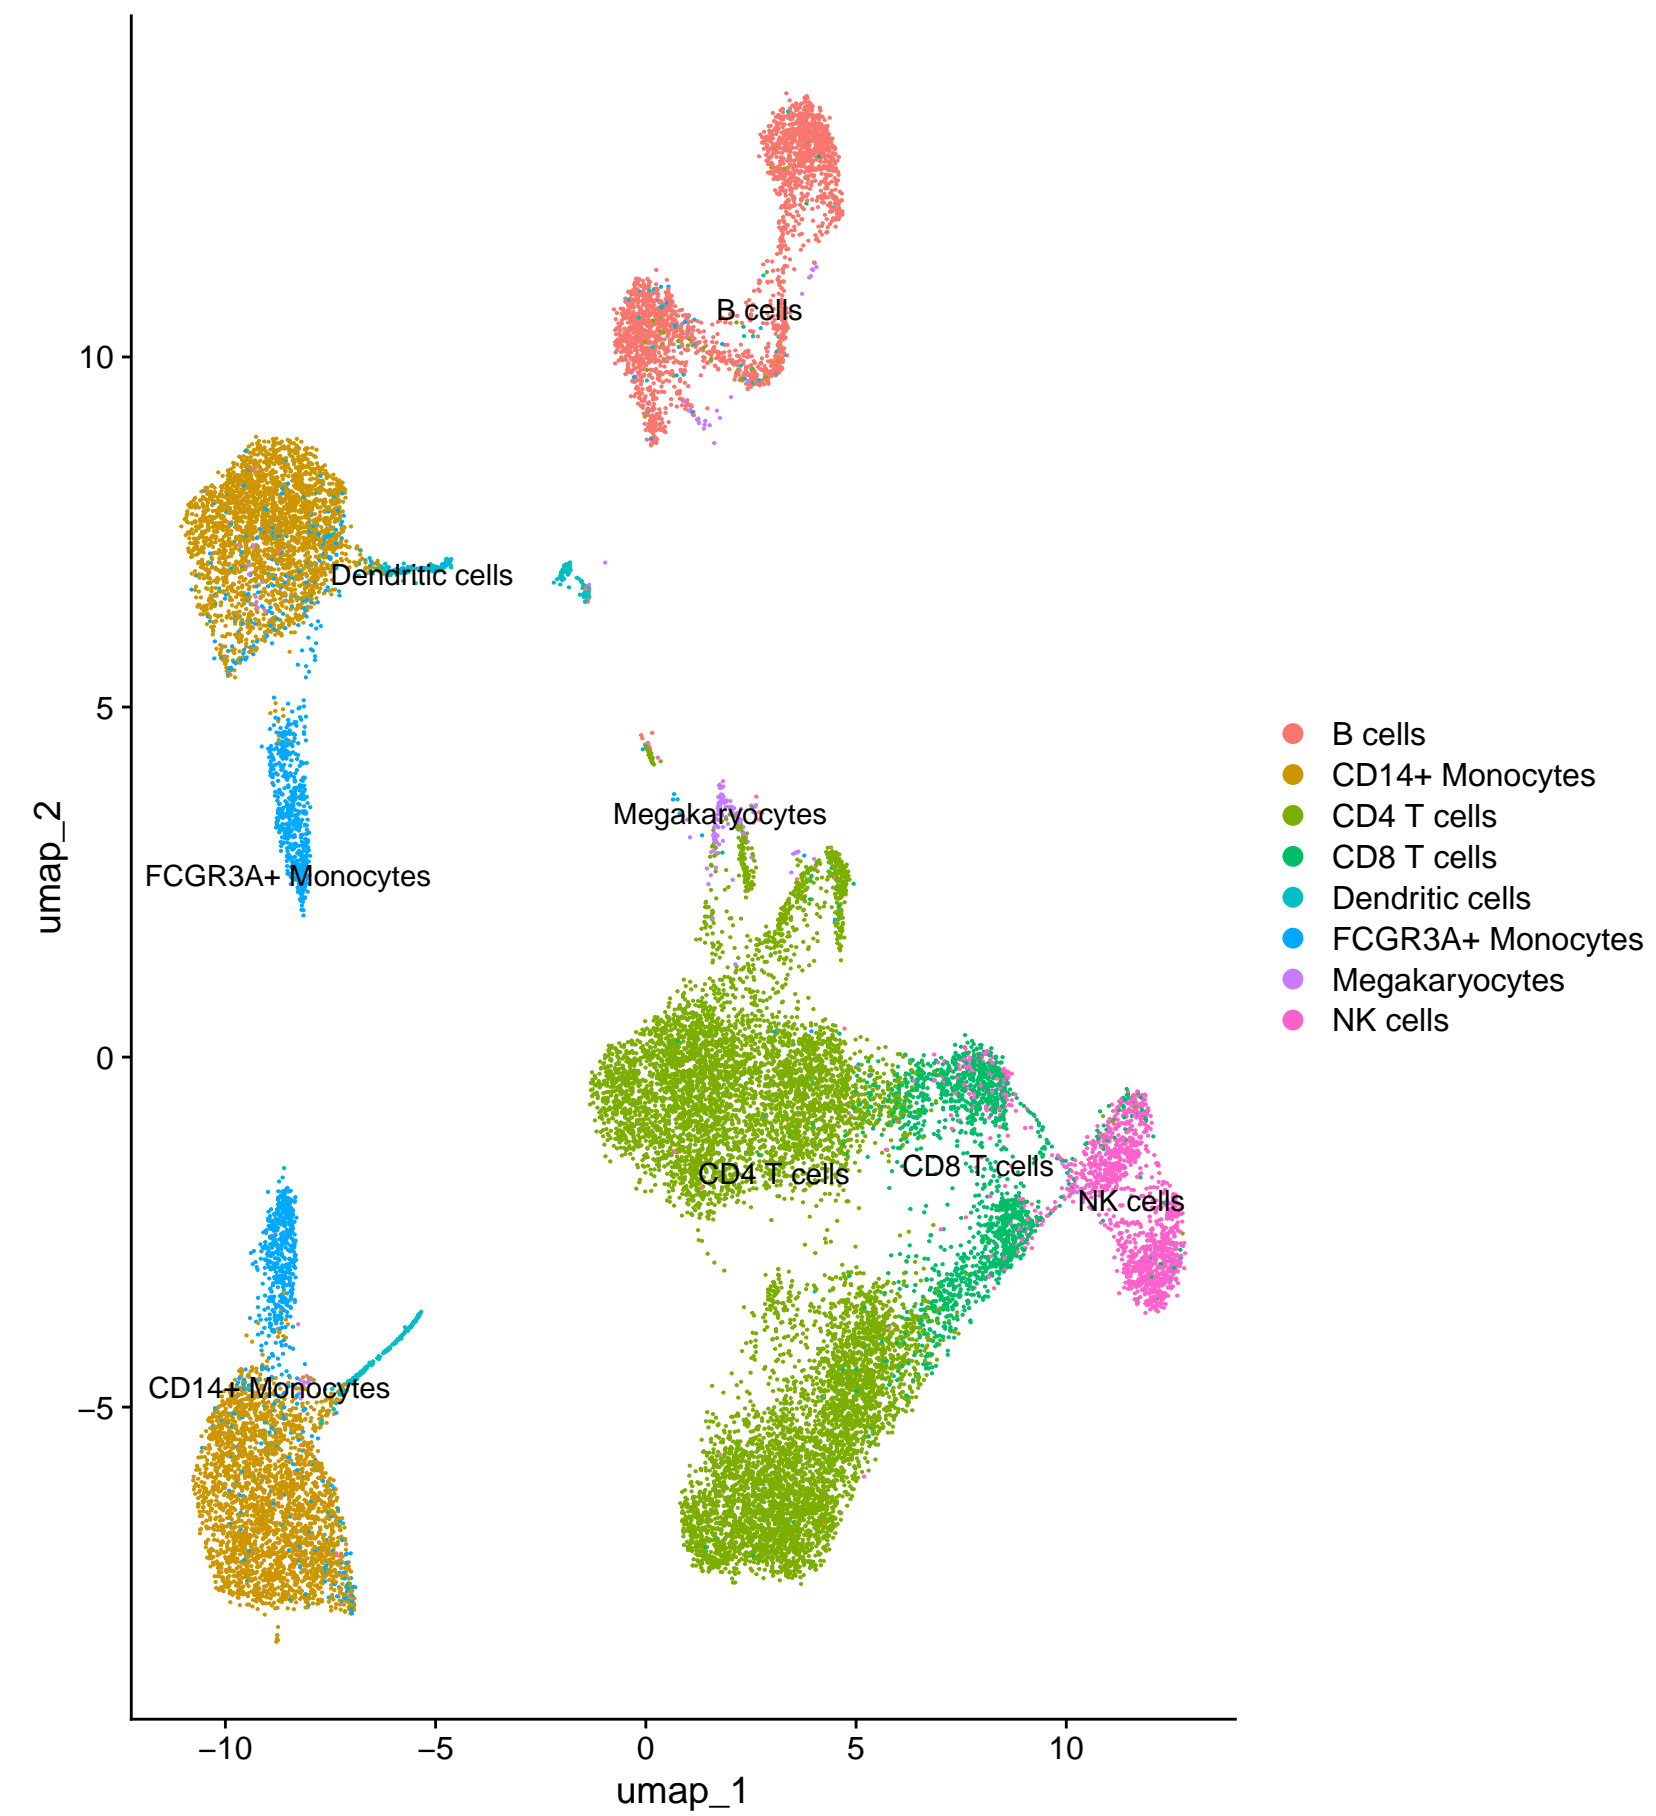 B cells
10
Dendritic cells
5
Megakaryocytes
FCGR3A+ Monocytes
0
CD4 T cells
CD8 T cells
NK cells
CD14+ Monocytes
−5
−10
−5
0
5
10
umap_1
umap_2
B cells
CD14+ Monocytes
CD4 T cells
CD8 T cells
Dendritic cells
FCGR3A+ Monocytes
Megakaryocytes
NK cells